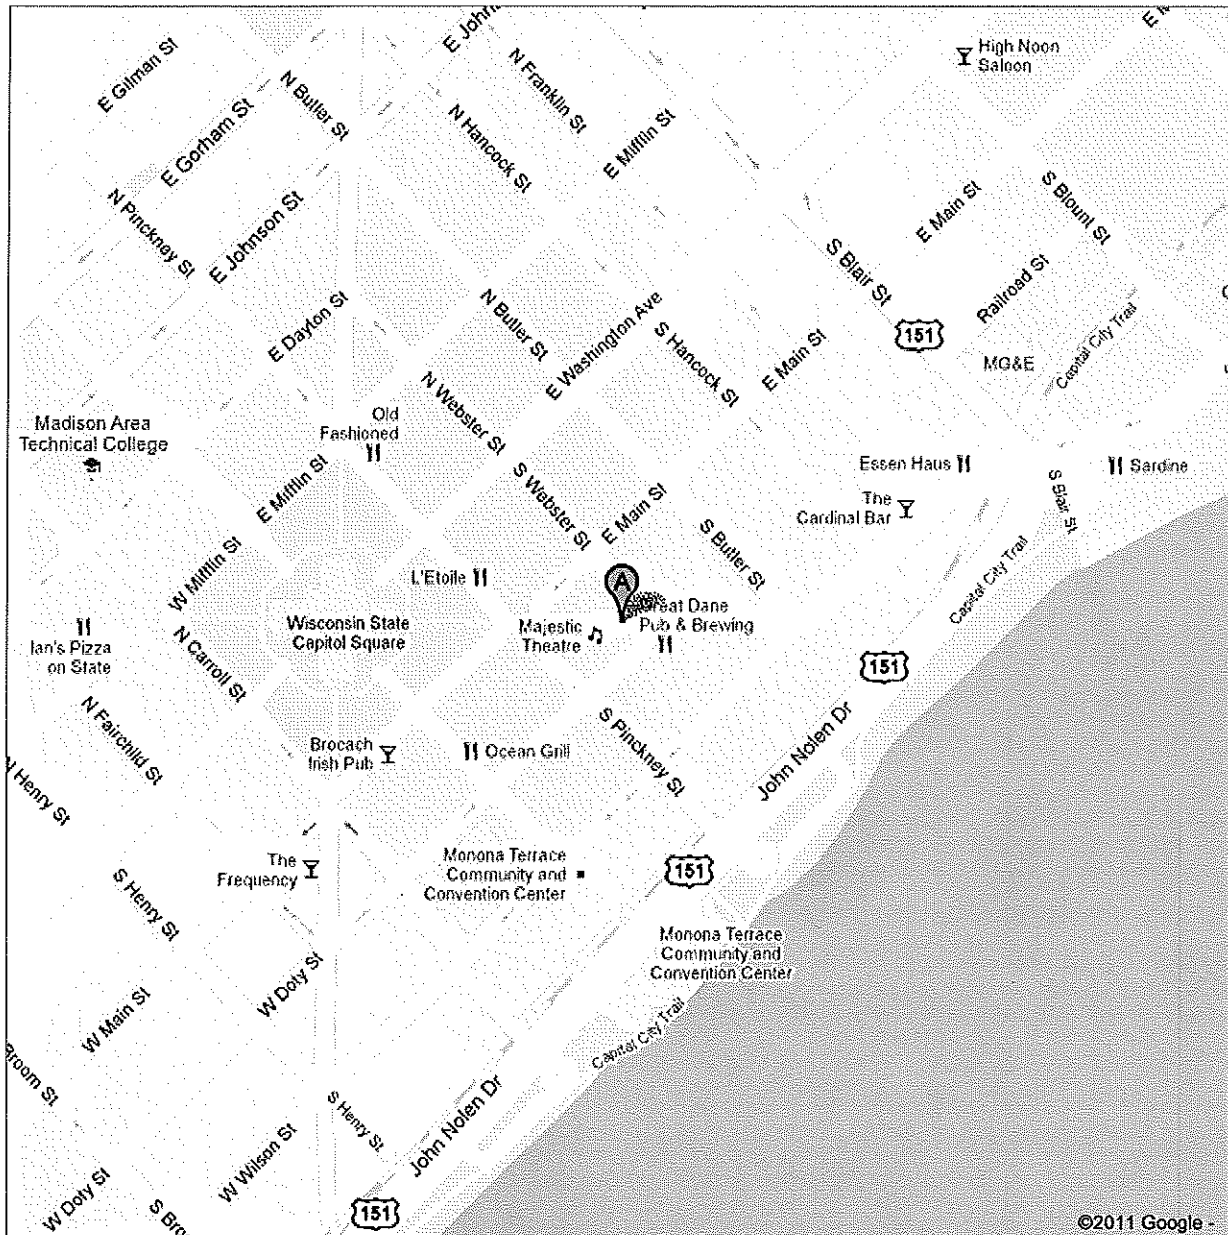 E Gilman St
E Gorham St
N Butler St
E John
N Franklin St
N Hancock St
E Mifflin St
High Noon
Saloon
N Pinckney St
E Johnson St
E Dayton St
N Butler St
E Washington Ave
S Hancock St
E Main St
S Blair St
E Main St
S Blount St
Railroad St
151
MG&E
Capital City Trail
Madison Area
Technical College
Old
Fashioned
N Webster St
S Webster St
E Mifflin St
W Mifflin St
E Main St
S Butler St
Essen Haus
The
Cardinal Bar
Sardine
S Blair St
Capital City Trail
L'Etoile
A
Great Dane
Pub & Brewing
Majestic
Theatre
Wisconsin State
Capitol Square
Ian's Pizza
on State
N Carroll St
N Fairchild St
N Henry St
Brocach
Irish Pub
Ocean Grill
S Pinckney St
151
John Nolen Dr
The
Frequency
Monona Terrace
Community and
Convention Center
151
Monona Terrace
Community and
Convention Center
S Henry St
W Doty St
W Main St
Broom St
Capital City Trail
S Henry St
John Nolen Dr
W Wilson St
W Doty St
S Bro
151
©2011 Google -